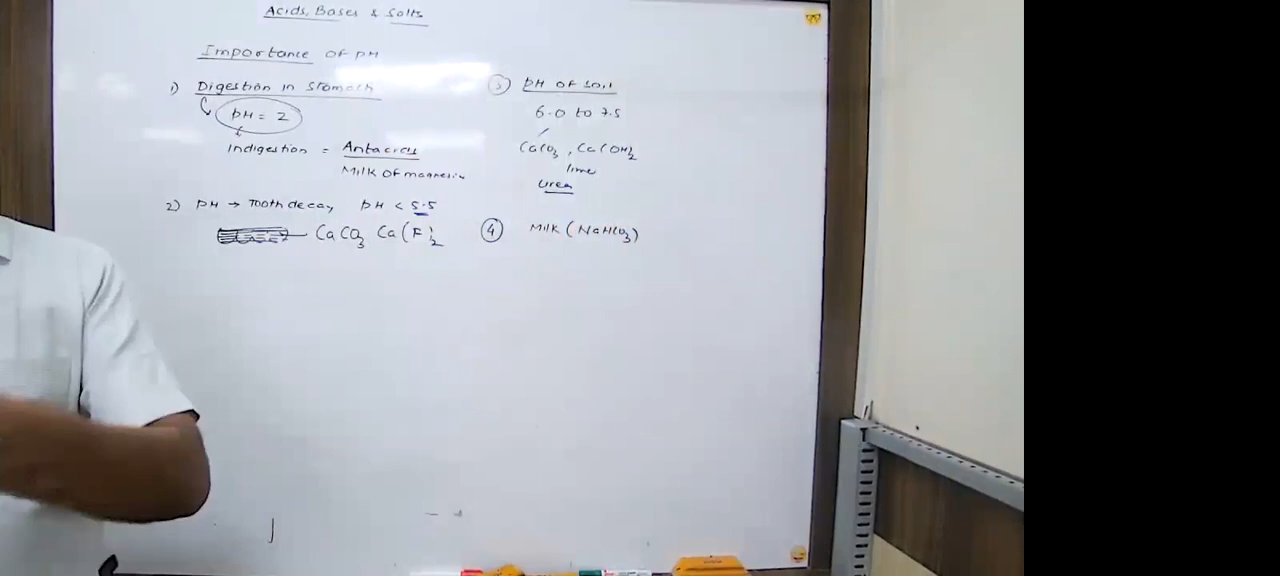 Acids, Bases & Salts
Importance of pH
1) Digestion in Stomach
pH = 2
Indigestion = Antacids
Milk of magnesia
2) pH → Tooth decay pH < 5.5
CaCO3 Ca(F)2
3) pH of soil
6.0 to 7.5
CaCO3, Ca(OH)2
lime
Urea
4) Milk (NaHCO3)